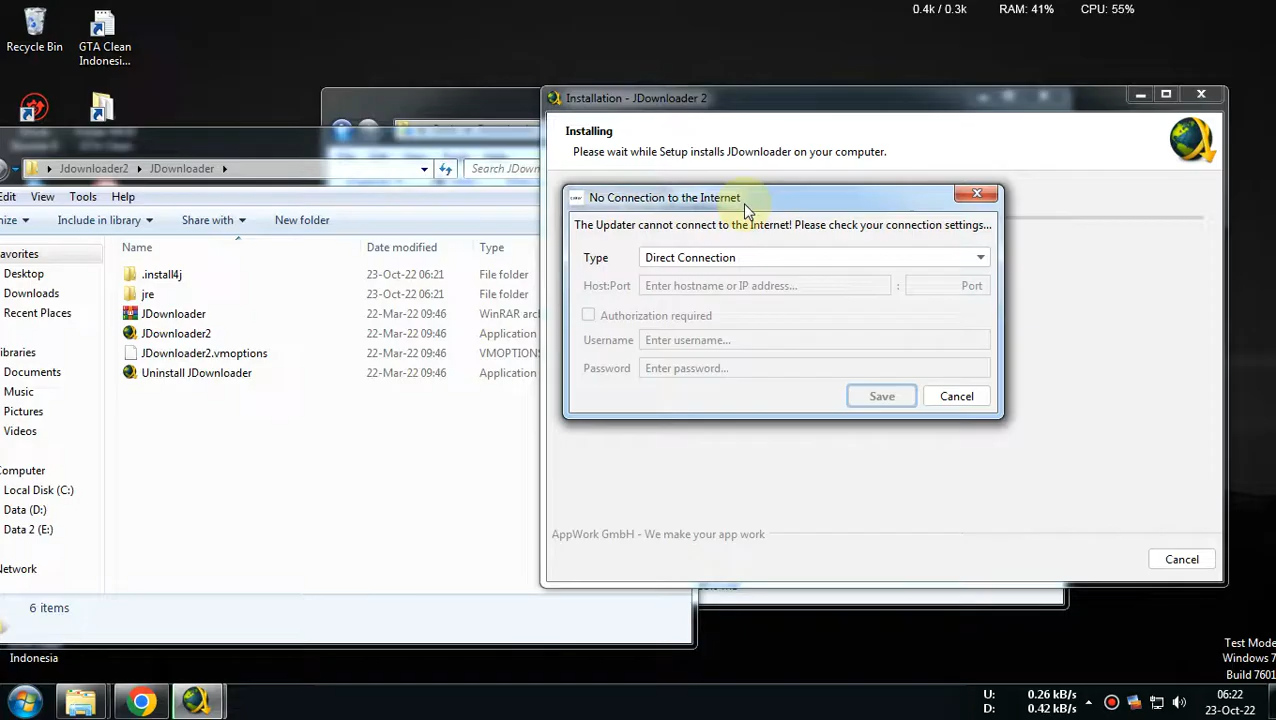 0.4k / 0.3k RAM: 41% CPU: 55%
Recycle Bin
GTA Clean
Indonesi...
Installation - JDownloader 2
Installing
Please wait while Setup installs JDownloader on your computer.
Jdownloader2 JDownloader
Search JDown
Edit View Tools Help
Include in library Share with New folder
No Connection to the Internet
The Updater cannot connect to the Internet! Please check your connection settings...
Type Direct Connection
Host:Port Enter hostname or IP address... : Port
Authorization required
Username Enter username...
Password Enter password...
Save Cancel
Name Date modified Type
.install4j 23-Oct-22 06:21 File folder
jre 23-Oct-22 06:21 File folder
JDownloader 22-Mar-22 09:46 WinRAR arc
JDownloader2 22-Mar-22 09:46 Application
JDownloader2.vmoptions 22-Mar-22 09:46 VMOPTIONS
Uninstall JDownloader 22-Mar-22 09:46 Application
avorites
Desktop
Downloads
Recent Places
ibraries
Documents
Music
Pictures
Videos
Computer
Local Disk (C:)
Data (D:)
Data 2 (E:)
Network
AppWork GmbH - We make your app work
Cancel
6 items
Indonesia
Test Mode
Windows 7
Build 7601
U: 0.26 kB/s
D: 0.42 kB/s
06:22
23-Oct-22